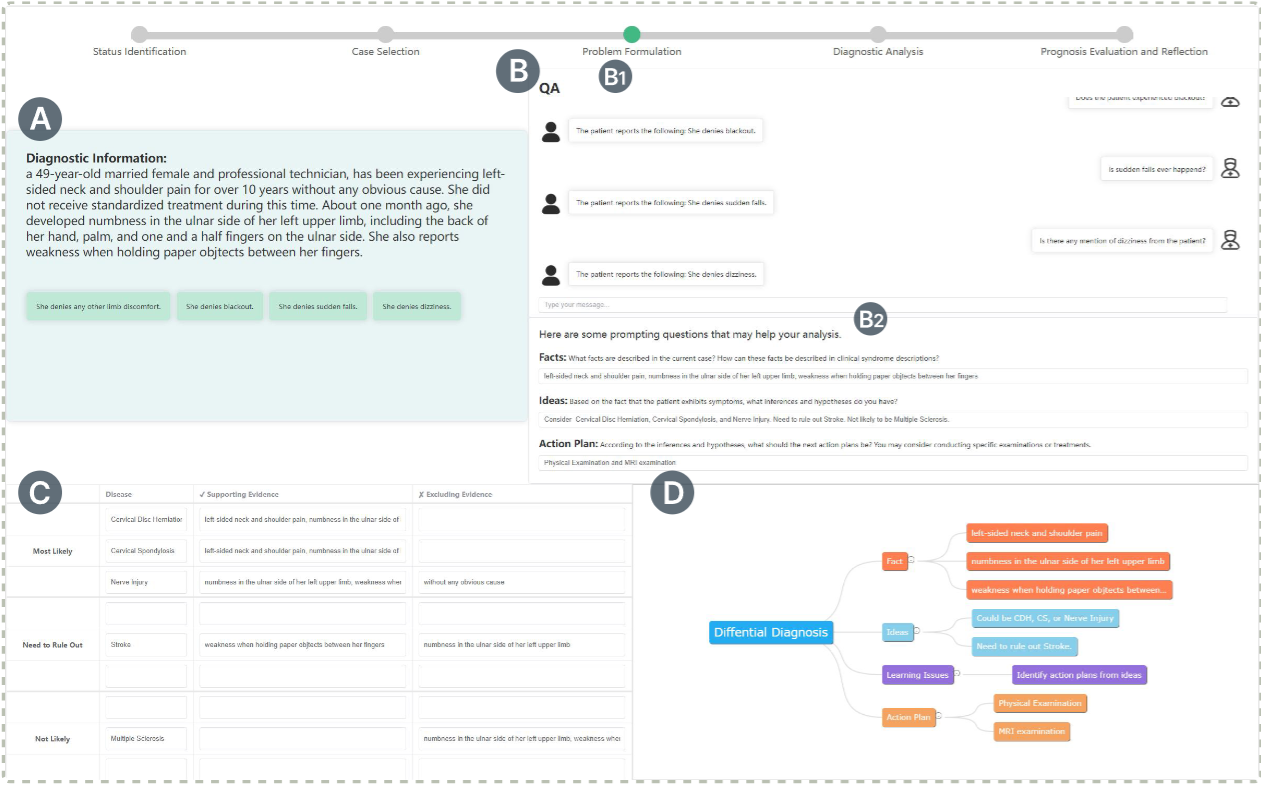 Status Identification
Case Selection
Problem Formulation
Diagnostic Analysis
Prognosis Evaluation and Reflection
A
Diagnostic Information:
a 49-year-old married female and professional technician, has been experiencing left-
sided neck and shoulder pain for over 10 years without any obvious cause. She did
not receive standardized treatment during this time. About one month ago, she
developed numbness in the ulnar side of her left upper limb, including the back of
her hand, palm, and one and a half fingers on the ulnar side. She also reports
weakness when holding paper objtects between her fingers.
She denies any other limb discomfort.
She denies blackout.
She denies sudden falls.
She denies dizziness.
B
B1
QA
Does the patient experienced blackout?
The patient reports the following: She denies blackout.
Is sudden falls ever happend?
The patient reports the following: She denies sudden falls.
Is there any mention of dizziness from the patient?
The patient reports the following: She denies dizziness.
Type your message...
B2
Here are some prompting questions that may help your analysis.
Facts: What facts are described in the current case? How can these facts be described in clinical syndrome descriptions?
left-sided neck and shoulder pain, numbness in the ulnar side of her left upper limb, weakness when holding paper objtects between her fingers
Ideas: Based on the fact that the patient exhibits symptoms, what inferences and hypotheses do you have?
Consider Cervical Disc Herniation, Cervical Spondylosis, and Nerve Injury. Need to rule out Stroke. Not likely to be Multiple Sclerosis.
Action Plan: According to the inferences and hypotheses, what should the next action plans be? You may consider conducting specific examinations or treatments.
Physical Examination and MRI examination
C
Disease
✓ Supporting Evidence
✗ Excluding Evidence
Most Likely
Cervical Disc Herniation
left-sided neck and shoulder pain, numbness in the ulnar side of
Cervical Spondylosis
left-sided neck and shoulder pain, numbness in the ulnar side of
Nerve Injury
numbness in the ulnar side of her left upper limb, weakness wher
without any obvious cause
Need to Rule Out
Stroke
weakness when holding paper objtects between her fingers
numbness in the ulnar side of her left upper limb
Not Likely
Multiple Sclerosis
numbness in the ulnar side of her left upper limb, weakness wher
D
Diffential Diagnosis
Fact
felt-sided neck and shoulder pain
numbness in the ulnar side of her left upper limb
weakness when holding paper objtects between...
Ideas
Could be CDH, CS, or Nerve Injury
Need to rule out Stroke.
Learning Issues
Identify action plans from ideas
Action Plan
Physical Examination
MRI examination